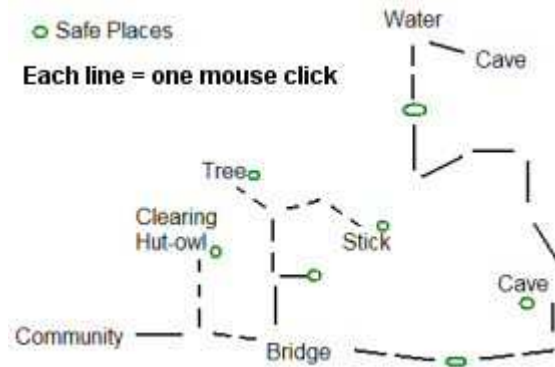 Water
Safe Places
Cave
Each line = one mouse click
Tree
Clearing
Hut-owl
Stick
Cave
Community
Bridge